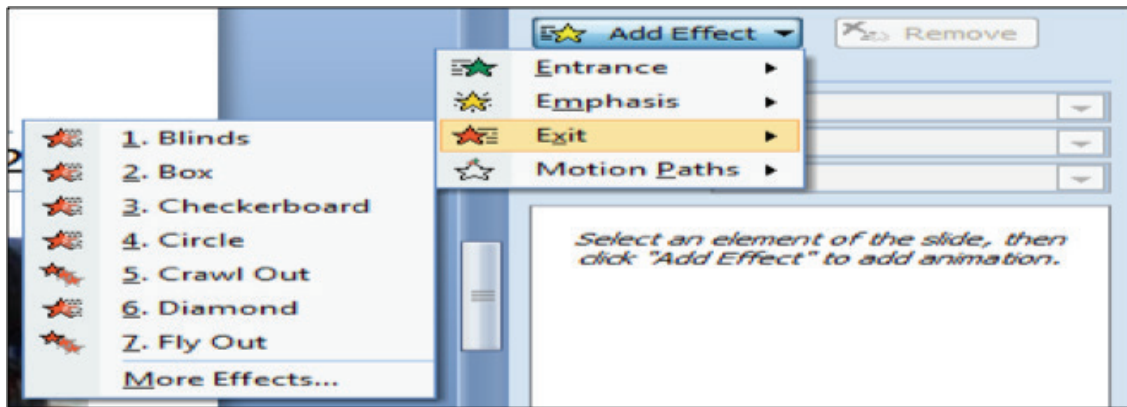 Add Effect
Remove
Entrance
Emphasis
Exit
Motion Paths
1. Blinds
2. Box
3. Checkerboard
4. Circle
5. Crawl Out
6. Diamond
7. Fly Out
More Effects...
2
Select an element of the slide, then
click "Add Effect" to add animation.